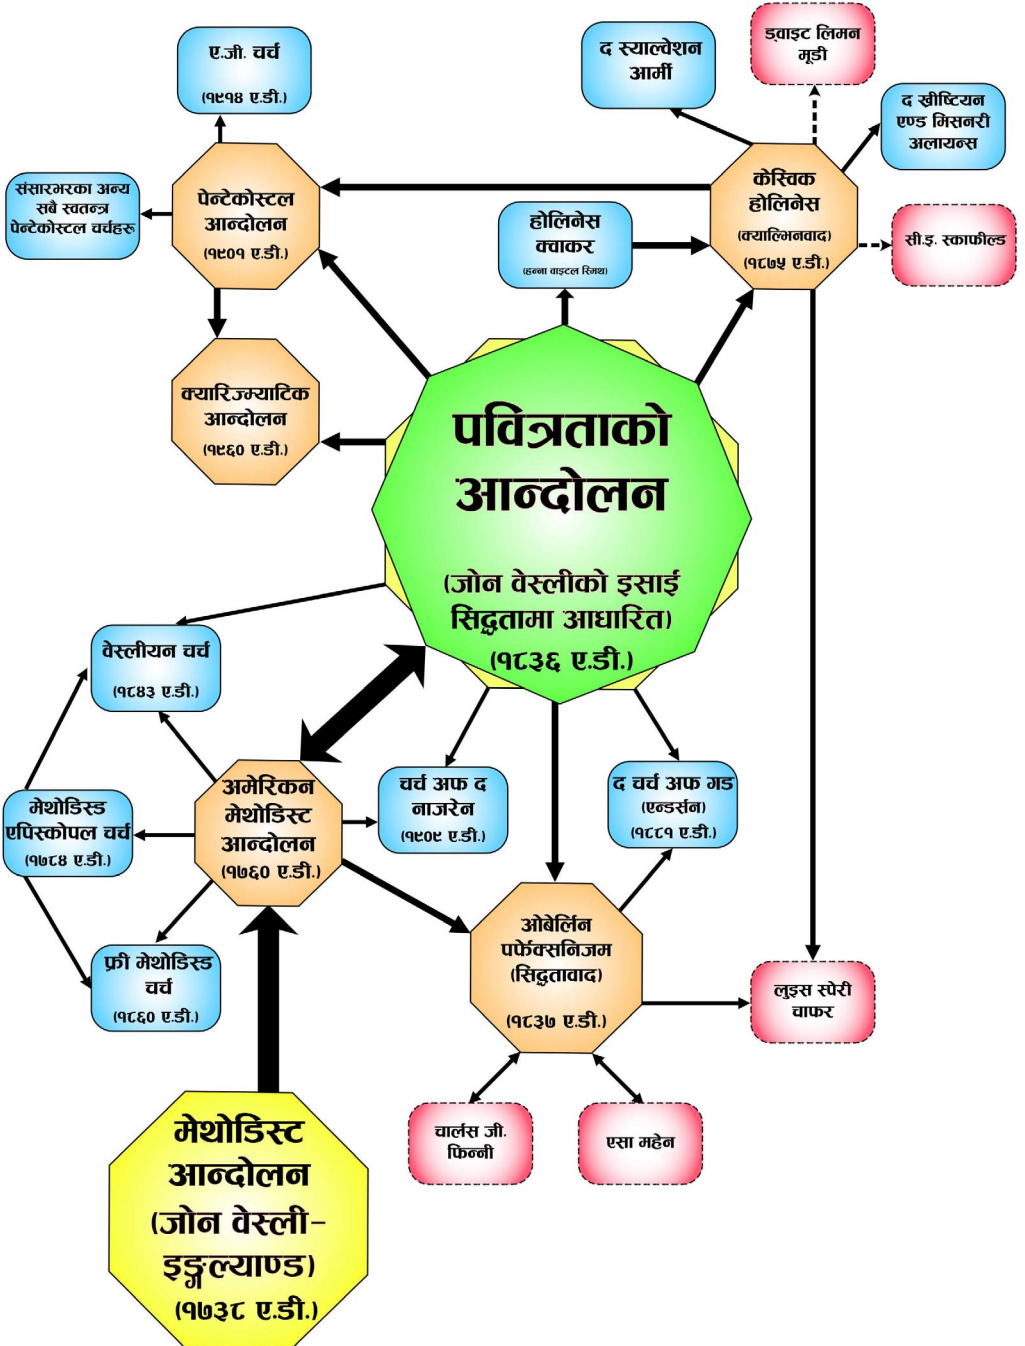 ए.जी. चर्च
(१९१४ ए.डी.)
द स्याल्वेशन
आर्मी
ड्वाइट लिमन
मूडी
द ख्रीष्टियन
एण्ड मिसनरी
अलायन्स
संसारभरका अन्य
सबै स्वतन्त्र
पेन्टेकोस्टल चर्चहरू
पेन्टेकोस्टल
आन्दोलन
(१९०१ ए.डी.)
होलिनेस
क्वाकर
(हन्ना वाइटल स्मिथ)
केस्विक
होलिनेस
(क्याल्भिनवाद)
(१८७५ ए.डी.)
सी.इ. स्काफील्ड
क्यारिज्म्याटिक
आन्दोलन
(१९६० ए.डी.)
पवित्रताको
आन्दोलन
(जोन वेस्लीको इसाई
सिद्धतामा आधारित)
(१८३६ ए.डी.)
वेस्लीयन चर्च
(१८४३ ए.डी.)
मेथोडिस्ड
एपिस्कोपल चर्च
(१७८४ ए.डी.)
अमेरिकन
मेथोडिस्ट
आन्दोलन
(१७६० ए.डी.)
चर्च अफ द
नाजरेन
(१९०९ ए.डी.)
द चर्च अफ गड
(एन्डर्सन)
(१८८१ ए.डी.)
फ्री मेथोडिस्ड
चर्च
(१८६० ए.डी.)
ओबेर्लिन
पर्फेक्सनिजम
(सिद्धतावाद)
(१८३७ ए.डी.)
लुइस स्पेरी
चाफर
चार्लस जी.
फिन्नी
एसा महेन
मेथोडिस्ट
आन्दोलन
(जोन वेस्ली-
इङ्गल्याण्ड)
(१७३८ ए.डी.)